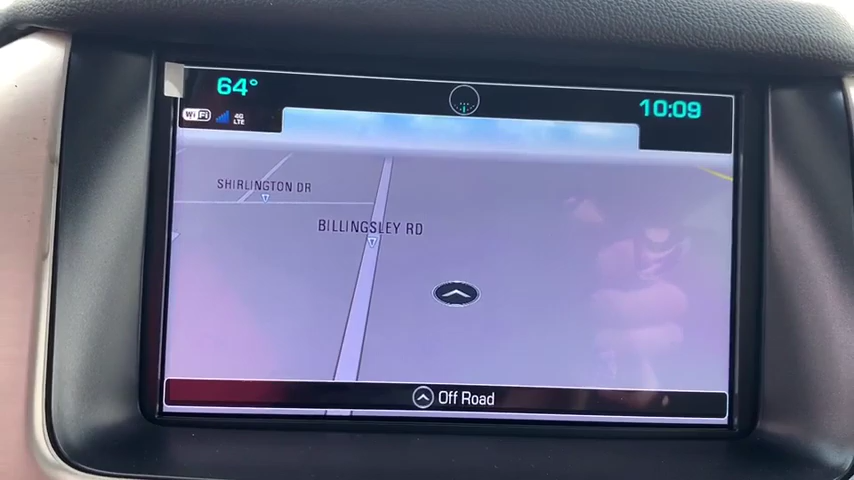 64°
10:09
WiFi
4G
LTE
SHIRLINGTON DR
BILLINGSLEY RD
Off Road